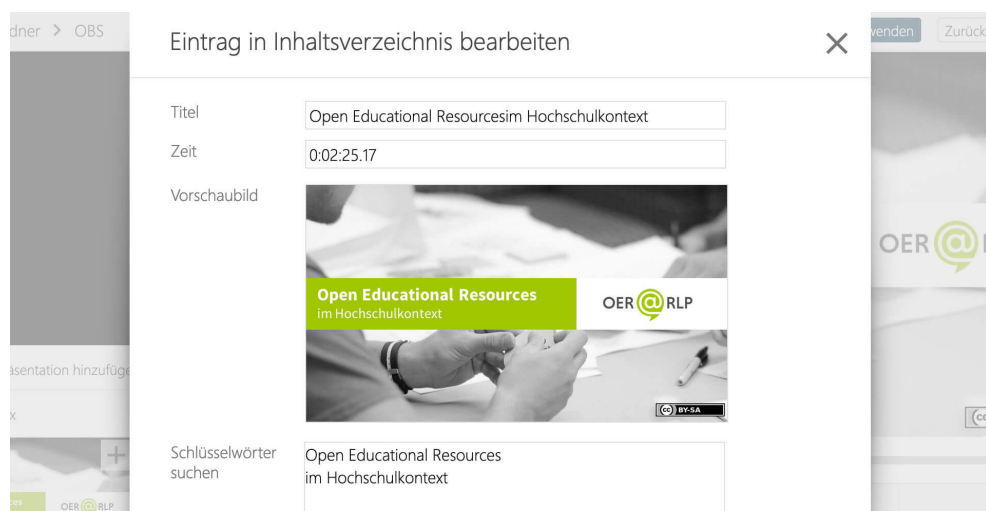 dner > OBS
Eintrag in Inhaltsverzeichnis bearbeiten
wenden
Zurück
Titel
Open Educational Resourcesim Hochschulkontext
Zeit
0:02:25.17
Vorschaubild
Open Educational Resources
im Hochschulkontext
OER@RLP
CC BY-SA
OER@
äsentation hinzufüge
x
Schlüsselwörter
suchen
Open Educational Resources
im Hochschulkontext
OER@RLP